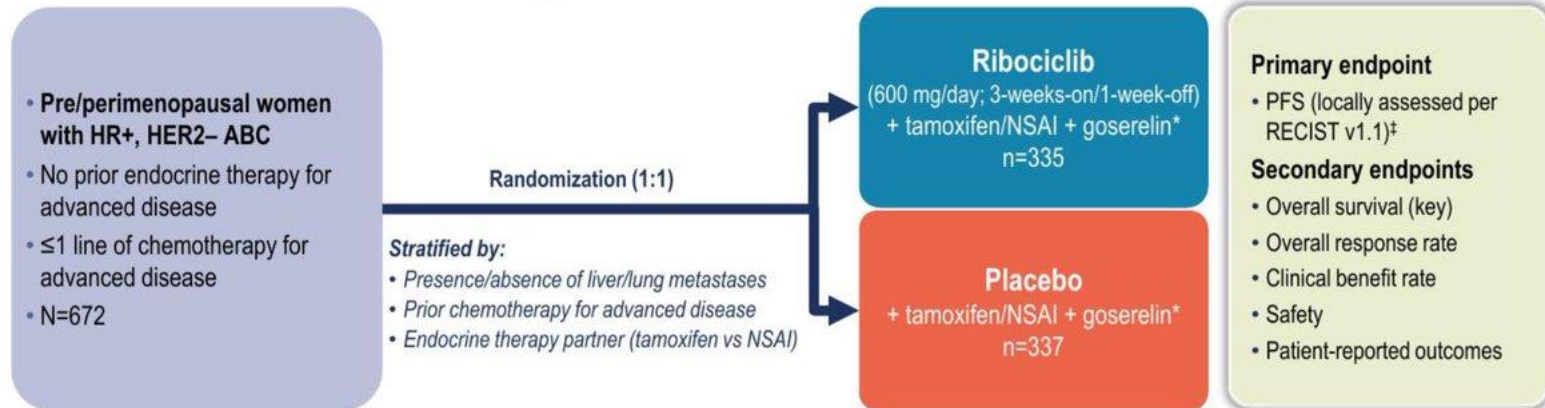 • Pre/perimenopausal women
with HR+, HER2– ABC
• No prior endocrine therapy for
advanced disease
• ≤1 line of chemotherapy for
advanced disease
• N=672
Randomization (1:1)
Stratified by:
• Presence/absence of liver/lung metastases
• Prior chemotherapy for advanced disease
• Endocrine therapy partner (tamoxifen vs NSAI)
Ribociclib
(600 mg/day; 3-weeks-on/1-week-off)
+ tamoxifen/NSAI + goserelin*
n=335
Placebo
+ tamoxifen/NSAI + goserelin*
n=337
Primary endpoint
• PFS (locally assessed per
RECIST v1.1)‡
Secondary endpoints
• Overall survival (key)
• Overall response rate
• Clinical benefit rate
• Safety
• Patient-reported outcomes